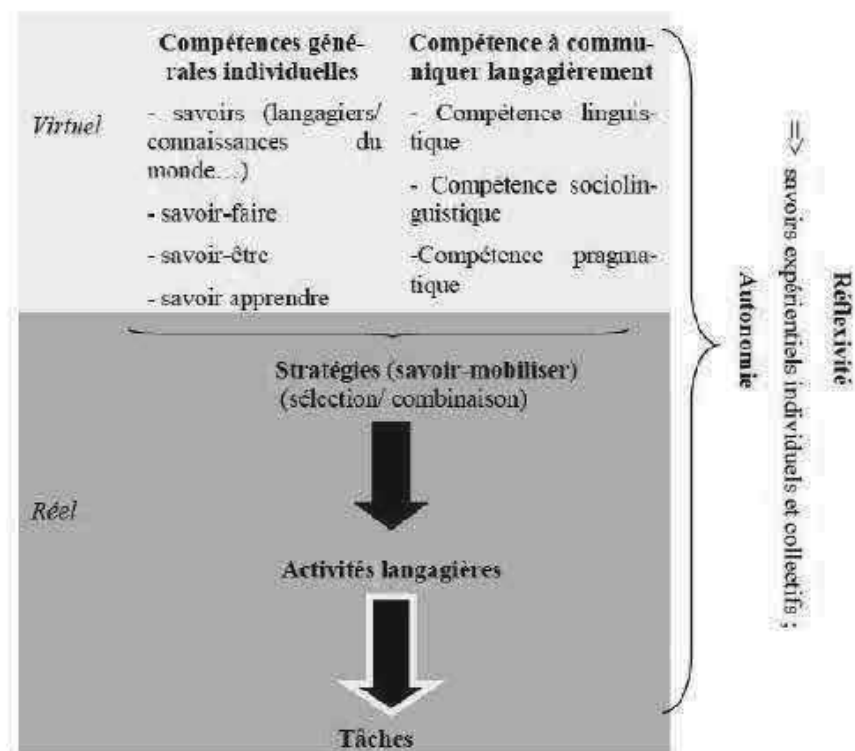 Compétences géné-
rales individuelles
Compétence à commu-
niquer langagièrement
Virtuel
- savoirs (langagiers/
connaissances du
monde…)
- savoir-faire
- savoir-être
- savoir apprendre
- Compétence linguis-
tique
- Compétence sociolin-
guistique
-Compétence pragma-
tique
Stratégies (savoir-mobiliser)
(sélection/ combinaison)
Réel
Activités langagières
Tâches
Réflexivité
⇒ savoirs expérientiels individuels et collectifs ;
Autonomie